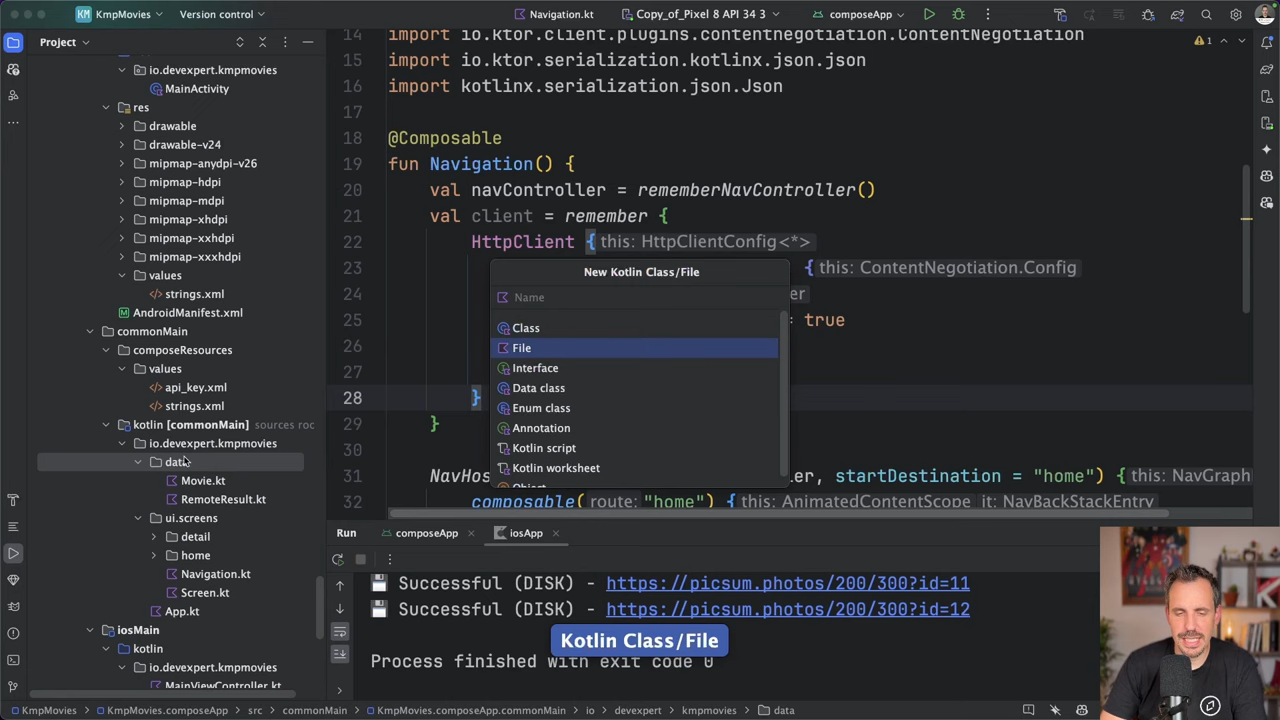 KM KmpMovies Version control Navigation.kt Copy_of_Pixel 8 API 34 3 composeApp
Project
io.devexpert.kmpmovies
MainActivity
res
drawable
drawable-v24
mipmap-anydpi-v26
mipmap-hdpi
mipmap-mdpi
mipmap-xhdpi
mipmap-xxhdpi
mipmap-xxxhdpi
values
strings.xml
AndroidManifest.xml
commonMain
composeResources
values
api_key.xml
strings.xml
kotlin [commonMain] sources roo
io.devexpert.kmpmovies
data
Movie.kt
RemoteResult.kt
ui.screens
detail
home
Navigation.kt
Screen.kt
App.kt
iosMain
kotlin
io.devexpert.kmpmovies
MainViewController.kt
14 import io.ktor.client.plugins.contentnegotiation.ContentNegotiation
15 import io.ktor.serialization.kotlinx.json.json
16 import kotlinx.serialization.json.Json
17
18 @Composable
19 fun Navigation() {
20 val navController = rememberNavController()
21 val client = remember {
22 HttpClient { this: HttpClientConfig<*>
23 { this: ContentNegotiation.Config
24 er
25 = true
26
27
28 }
29 }
30
31 NavHos er, startDestination = "home") { this: NavGraph
32 composable( route: "home") { this: AnimatedContentScope it: NavBackStackEntry
1
New Kotlin Class/File
Name
Class
File
Interface
Data class
Enum class
Annotation
Kotlin script
Kotlin worksheet
Object
Run composeApp iosApp
Successful (DISK) - https://picsum.photos/200/300?id=11
Successful (DISK) - https://picsum.photos/200/300?id=12
Process finished with exit code 0
Kotlin Class/File
KmpMovies > KmpMovies.composeApp > src > commonMain > KmpMovies.composeApp.commonMain > io > devexpert > kmpmovies > data